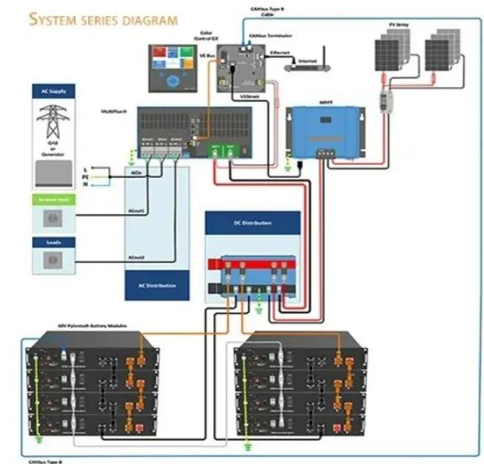 SYSTEM SERIES DIAGRAM
CANbus Type B
Cable
Color
Control GX
CANbus Terminator
PV Array
VE Bus
Ethernet
Internet
AC Supply
MultiPlus-II
VEDirect
MPPT
Grid
or
Generator
L
PE
N
ACin
ACout1
Loads
DC Distribution
ACout2
AC Distribution
48V Pylontech Battery Modules
CANbus Type B